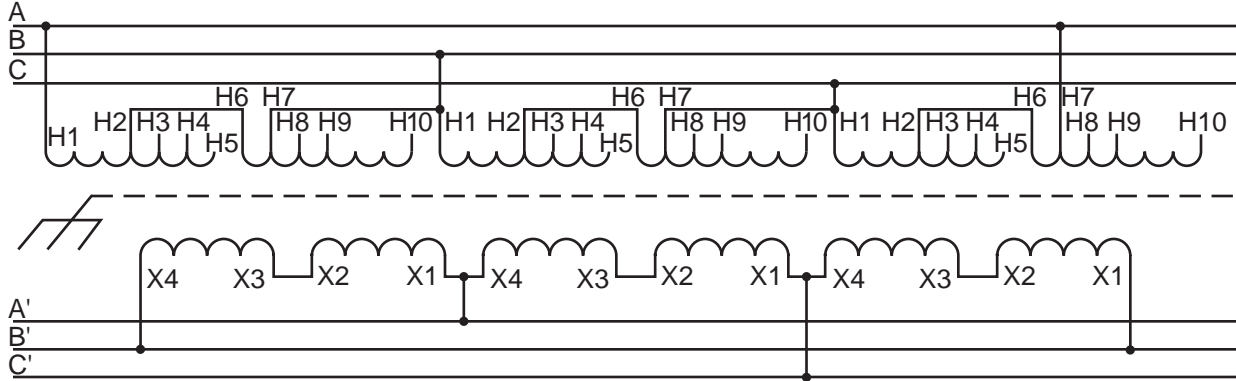 A
B
C
H1 H2 H3 H4 H5 H6 H7 H8 H9 H10 H1 H2 H3 H4 H5 H6 H7 H8 H9 H10 H1 H2 H3 H4 H5 H6 H7 H8 H9 H10
X4 X3 X2 X1 X4 X3 X2 X1 X4 X3 X2 X1
A'
B'
C'